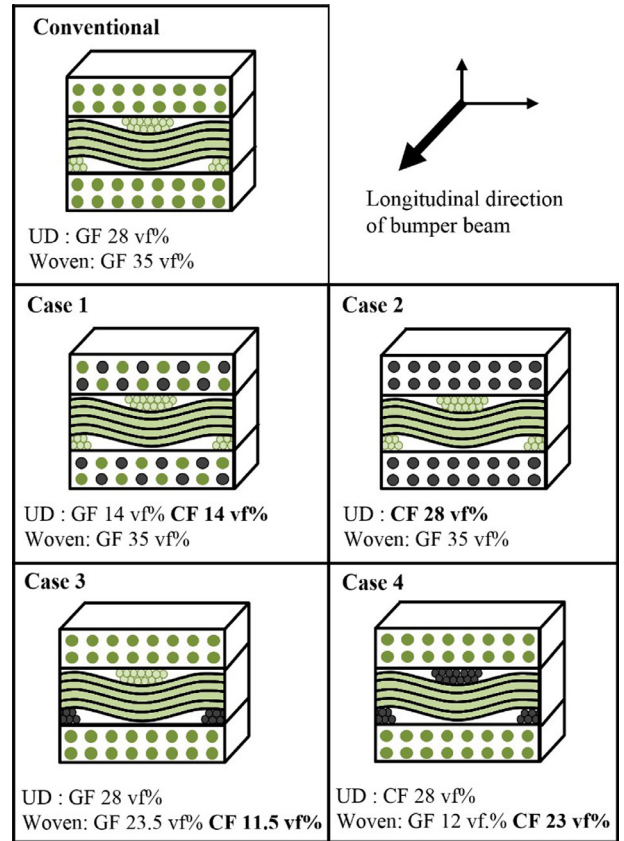 Conventional
UD : GF 28 vf%
Woven: GF 35 vf%
Longitudinal direction
of bumper beam
Case 1
UD : GF 14 vf% CF 14 vf%
Woven: GF 35 vf%
Case 2
UD : CF 28 vf%
Woven: GF 35 vf%
Case 3
UD : GF 28 vf%
Woven: GF 23.5 vf% CF 11.5 vf%
Case 4
UD : CF 28 vf%
Woven: GF 12 vf.% CF 23 vf%